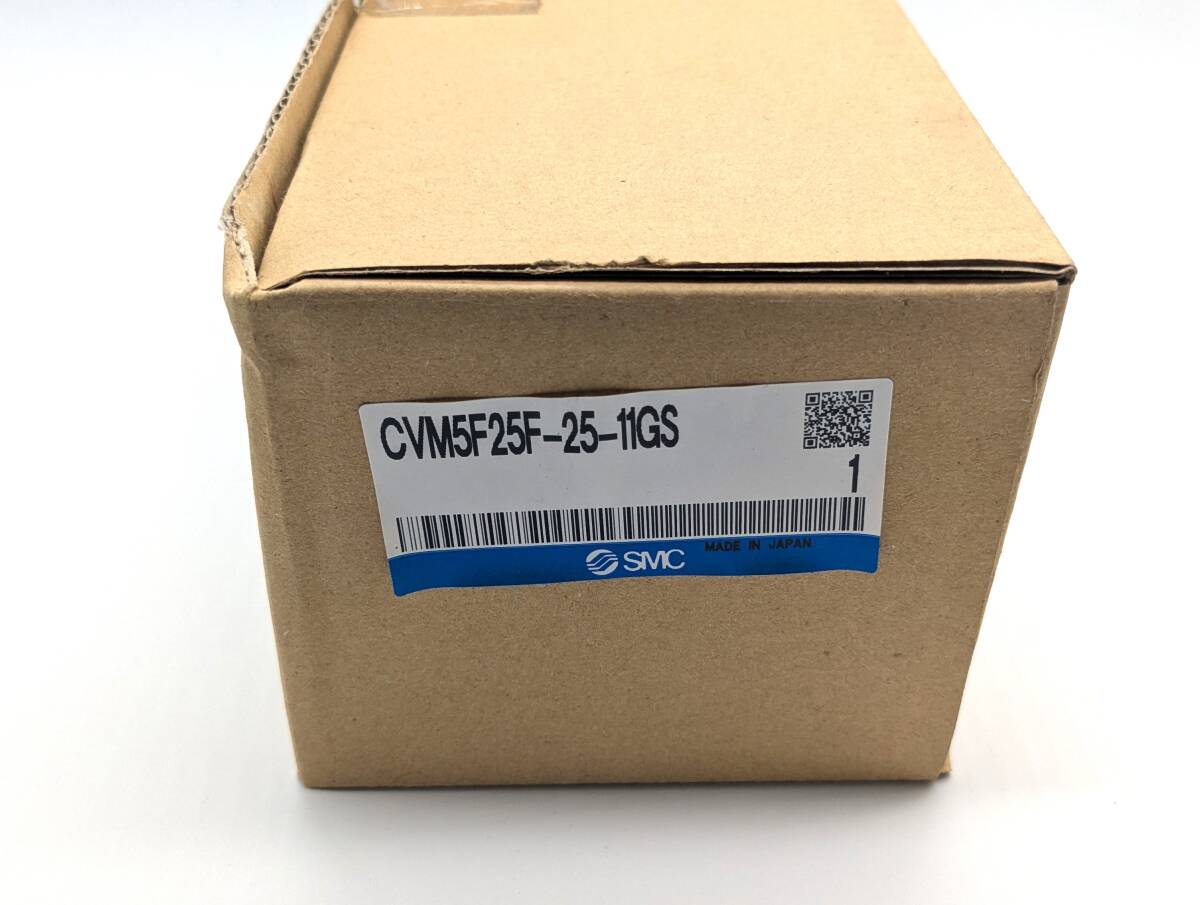 CVM5F25F-25-11GS
1
MADE IN JAPAN
SMC